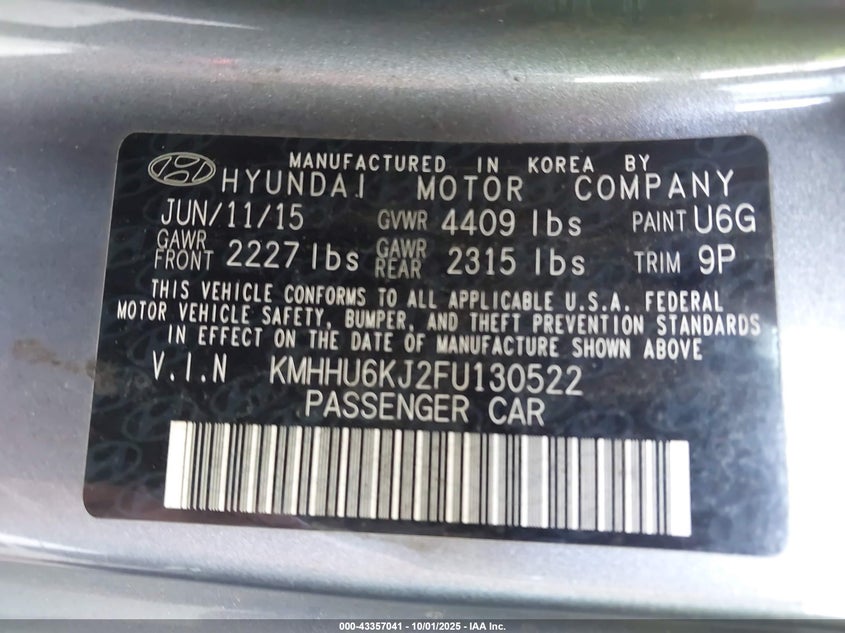 MANUFACTURED IN KOREA BY
HYUNDAI MOTOR COMPANY
JUN/11/15 GVWR 4409 lbs PAINT U6G
GAWR FRONT 2227 lbs GAWR REAR 2315 lbs TRIM 9P
THIS VEHICLE CONFORMS TO ALL APPLICABLE U.S.A. FEDERAL
MOTOR VEHICLE SAFETY, BUMPER, AND THEFT PREVENTION STANDARDS
IN EFFECT ON THE DATE OF MANUFACTURE SHOWN ABOVE
V.I.N KMHHU6KJ2FU130522
PASSENGER CAR
000-43357041 - 10/01/2025 - IAA Inc.